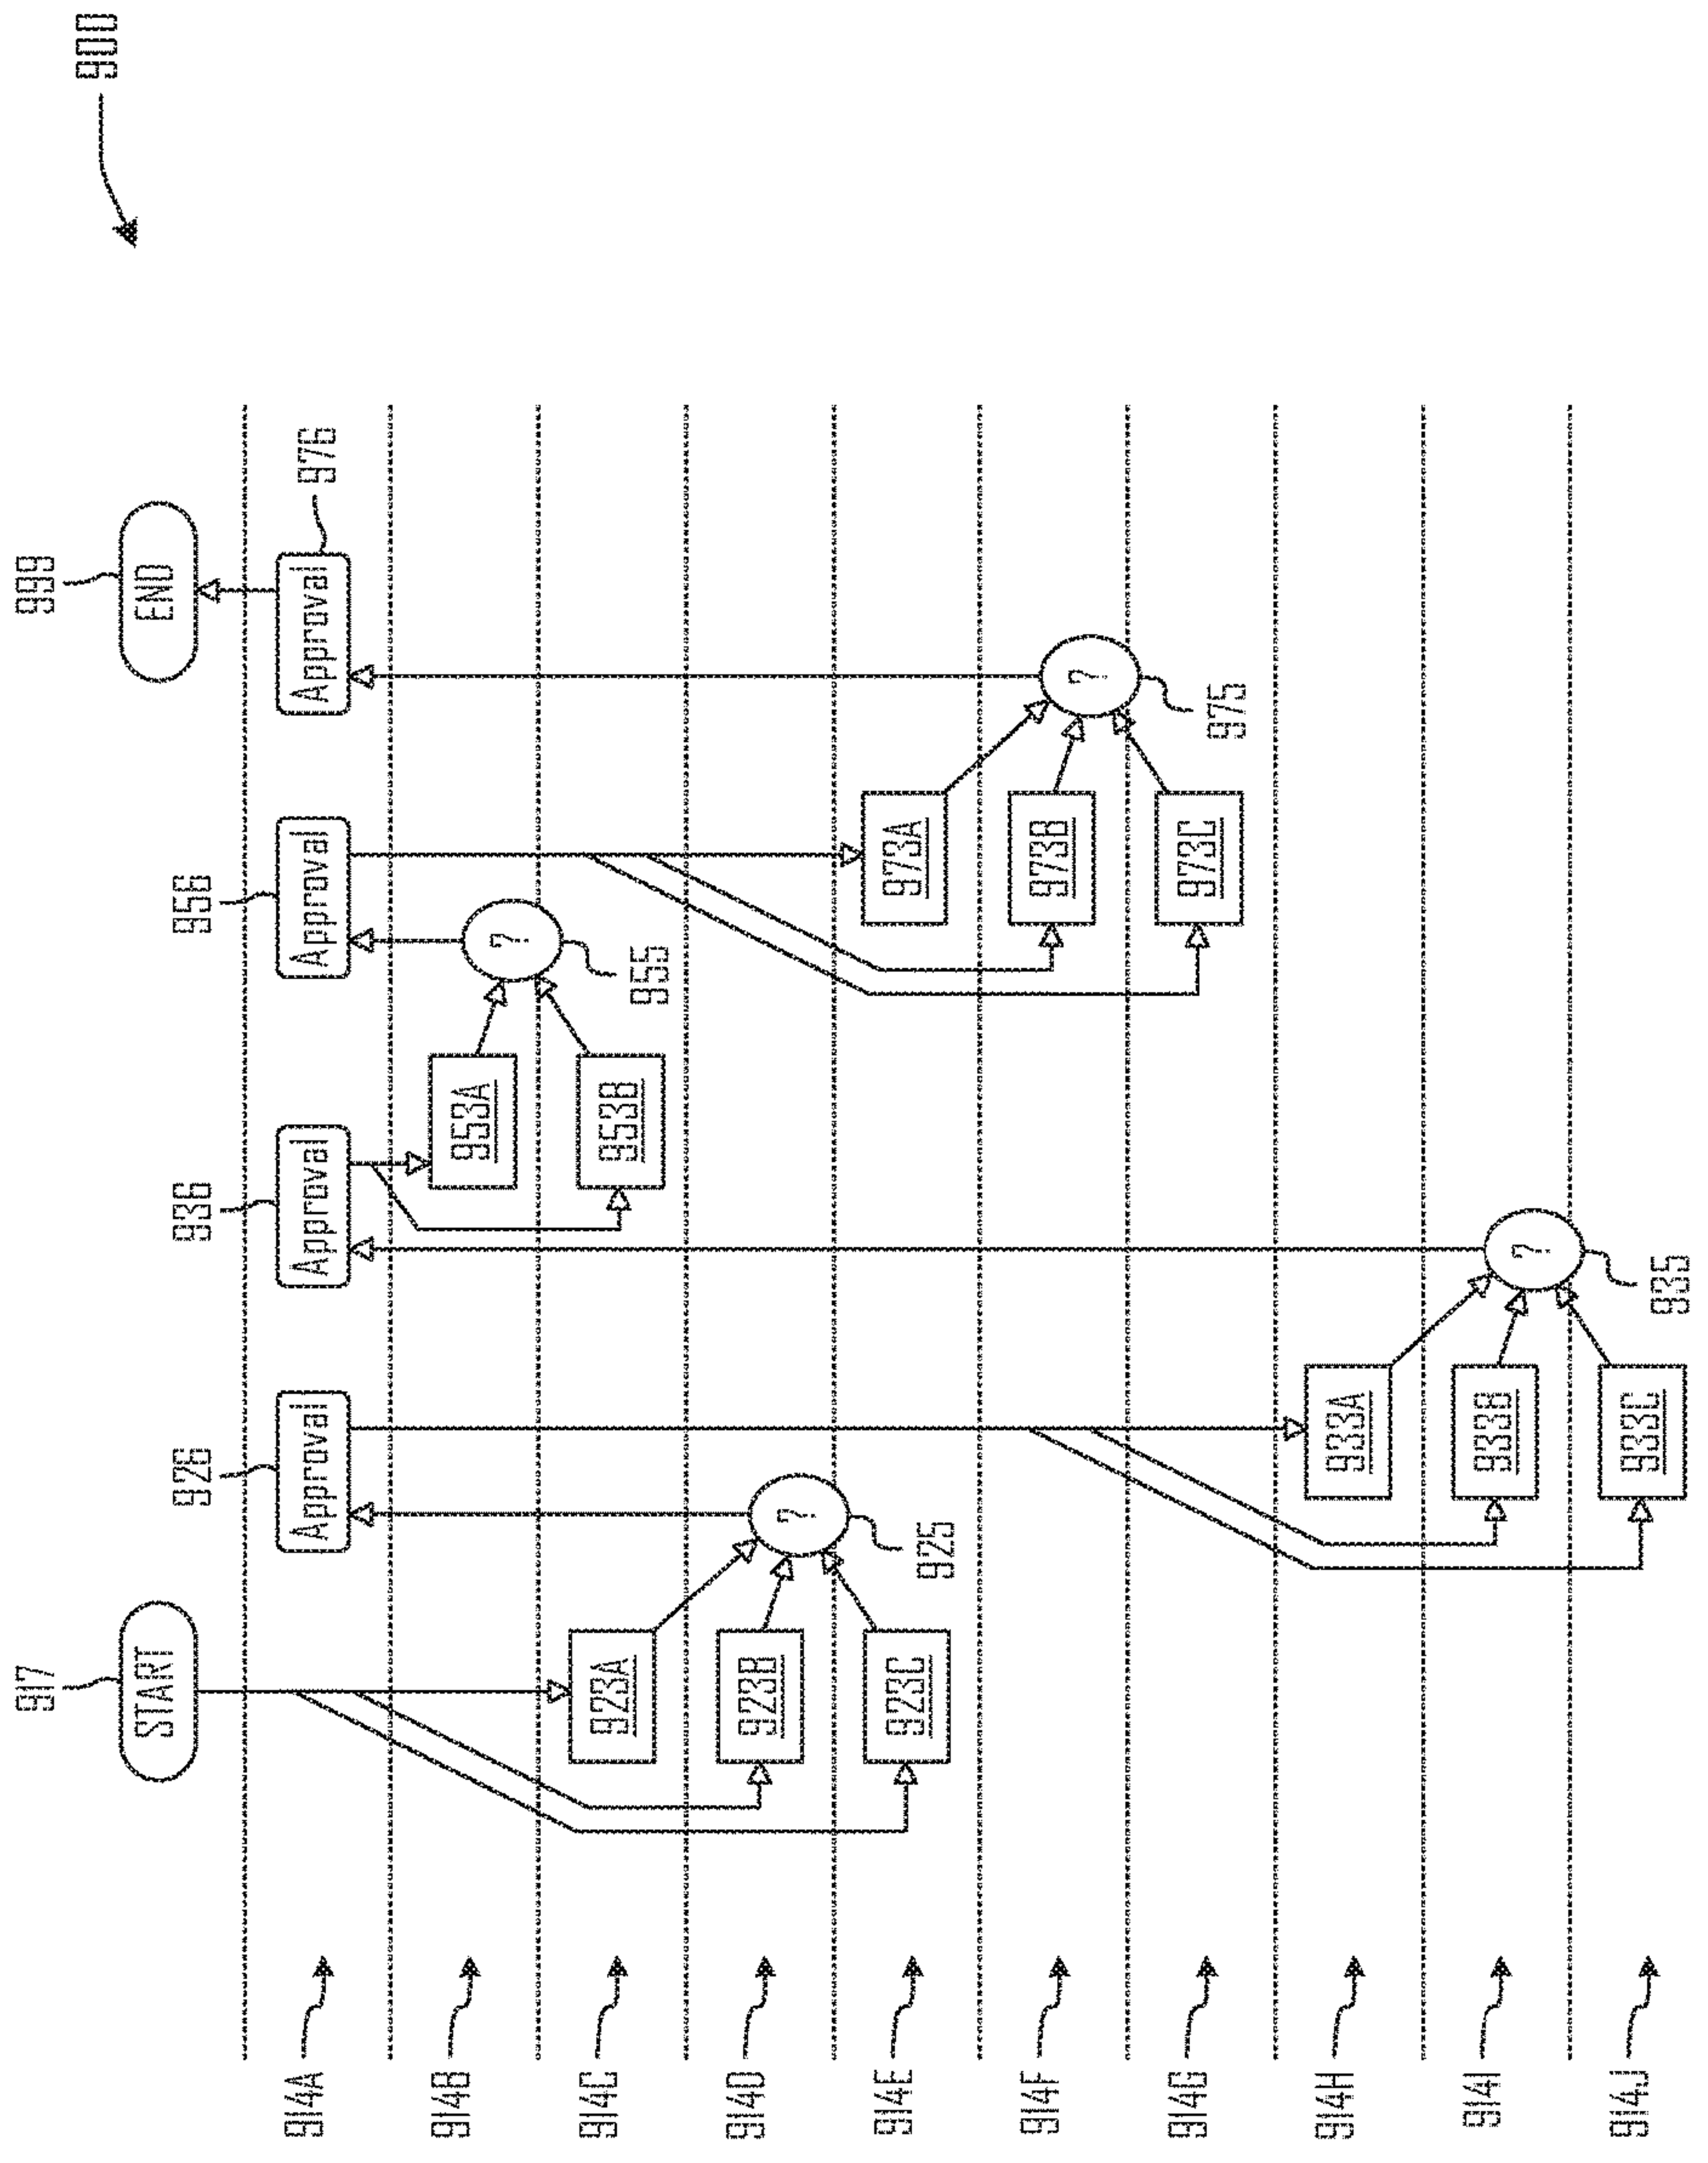 900
917
START
999
END
926
Approval
936
Approval
956
Approval
976
Approval
914A
914B
914C
914D
914E
914F
914G
914H
914I
914J
923A
923B
923C
?
925
933A
933B
933C
?
935
953A
953B
?
955
973A
973B
973C
?
975